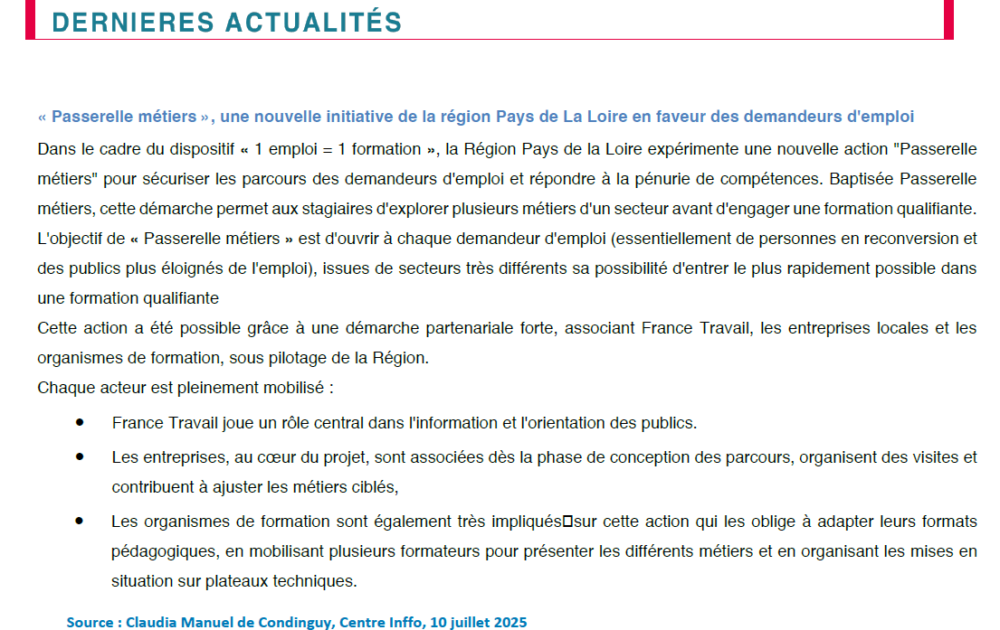 DERNIERES ACTUALITÉS
« Passerelle métiers », une nouvelle initiative de la région Pays de La Loire en faveur des demandeurs d'emploi
Dans le cadre du dispositif « 1 emploi = 1 formation », la Région Pays de la Loire expérimente une nouvelle action "Passerelle
métiers" pour sécuriser les parcours des demandeurs d'emploi et répondre à la pénurie de compétences. Baptisée Passerelle
métiers, cette démarche permet aux stagiaires d'explorer plusieurs métiers d'un secteur avant d'engager une formation qualifiante.
L'objectif de « Passerelle métiers » est d'ouvrir à chaque demandeur d'emploi (essentiellement de personnes en reconversion et
des publics plus éloignés de l'emploi), issues de secteurs très différents sa possibilité d'entrer le plus rapidement possible dans
une formation qualifiante
Cette action a été possible grâce à une démarche partenariale forte, associant France Travail, les entreprises locales et les
organismes de formation, sous pilotage de la Région.
Chaque acteur est pleinement mobilisé :
• France Travail joue un rôle central dans l'information et l'orientation des publics.
• Les entreprises, au cœur du projet, sont associées dès la phase de conception des parcours, organisent des visites et
contribuent à ajuster les métiers ciblés,
• Les organismes de formation sont également très impliqués□sur cette action qui les oblige à adapter leurs formats
pédagogiques, en mobilisant plusieurs formateurs pour présenter les différents métiers et en organisant les mises en
situation sur plateaux techniques.
Source : Claudia Manuel de Condinguy, Centre Inffo, 10 juillet 2025